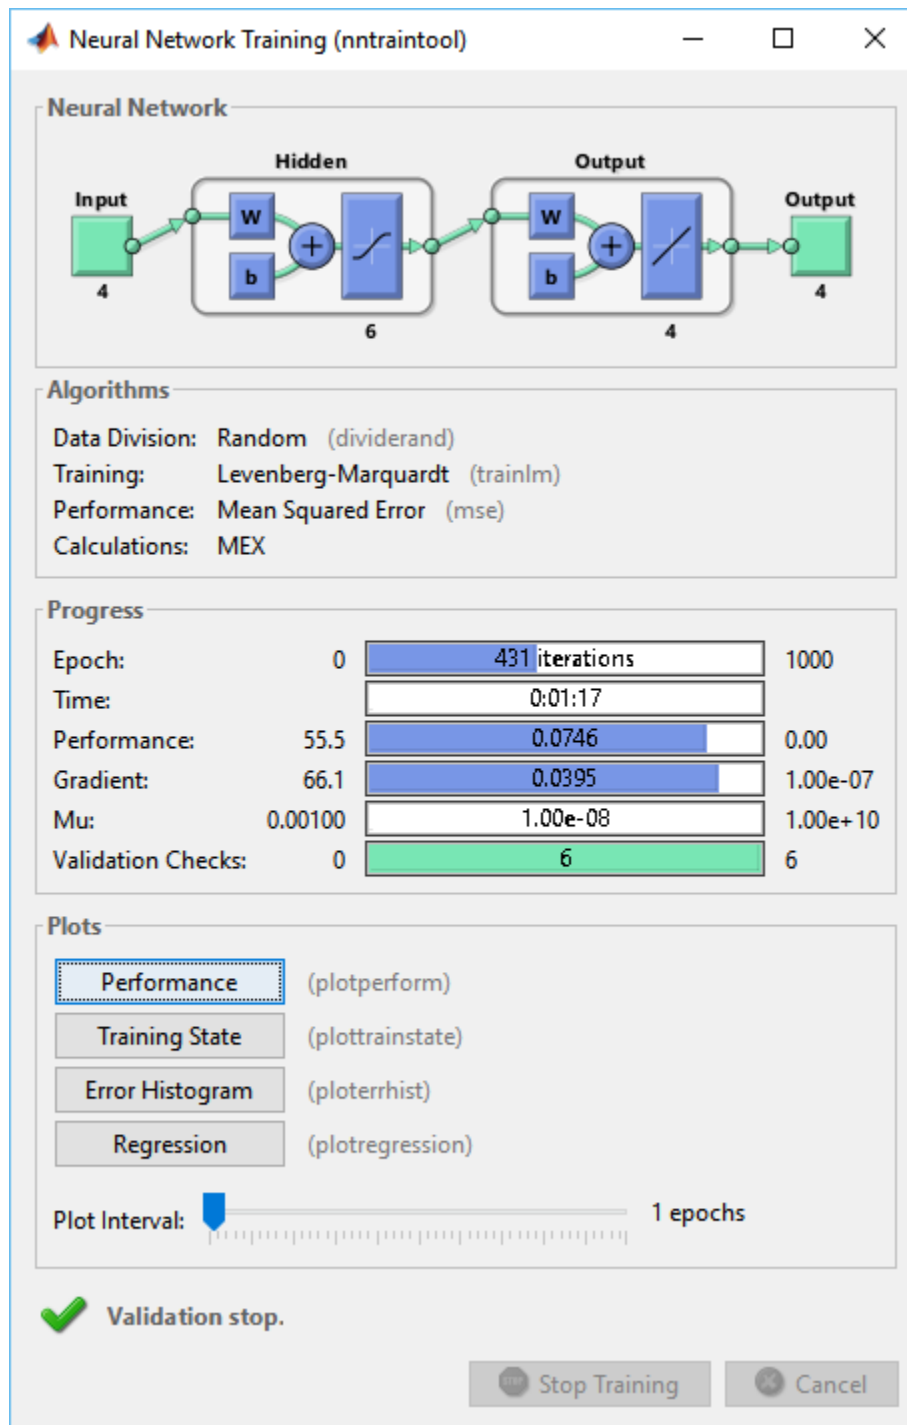 Neural Network Training (nntraintool)
Neural Network
Hidden
Output
Input
Output
W
W
b
b
4
4
6
4
Algorithms
Data Division: Random (dividerand)
Training: Levenberg-Marquardt (trainlm)
Performance: Mean Squared Error (mse)
Calculations: MEX
Progress
Epoch: 0 431 iterations 1000
Time: 0:01:17
Performance: 55.5 0.0746 0.00
Gradient: 66.1 0.0395 1.00e-07
Mu: 0.00100 1.00e-08 1.00e+10
Validation Checks: 0 6 6
Plots
Performance (plotperform)
Training State (plottrainstate)
Error Histogram (ploterrhist)
Regression (plotregression)
Plot Interval: 1 epochs
Validation stop.
Stop Training Cancel